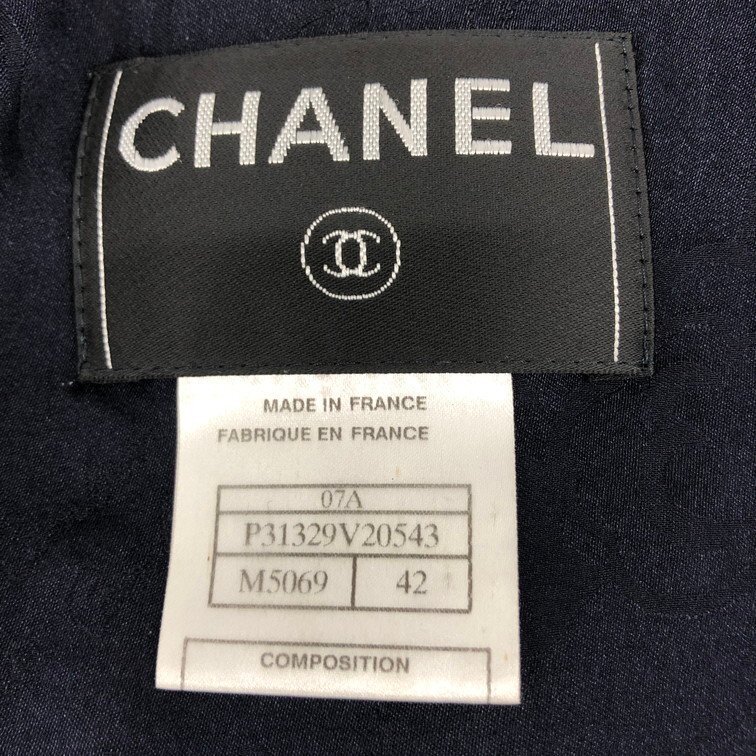 CHANEL
MADE IN FRANCE
FABRIQUE EN FRANCE
07A
P31329V20543
M5069 42
COMPOSITION